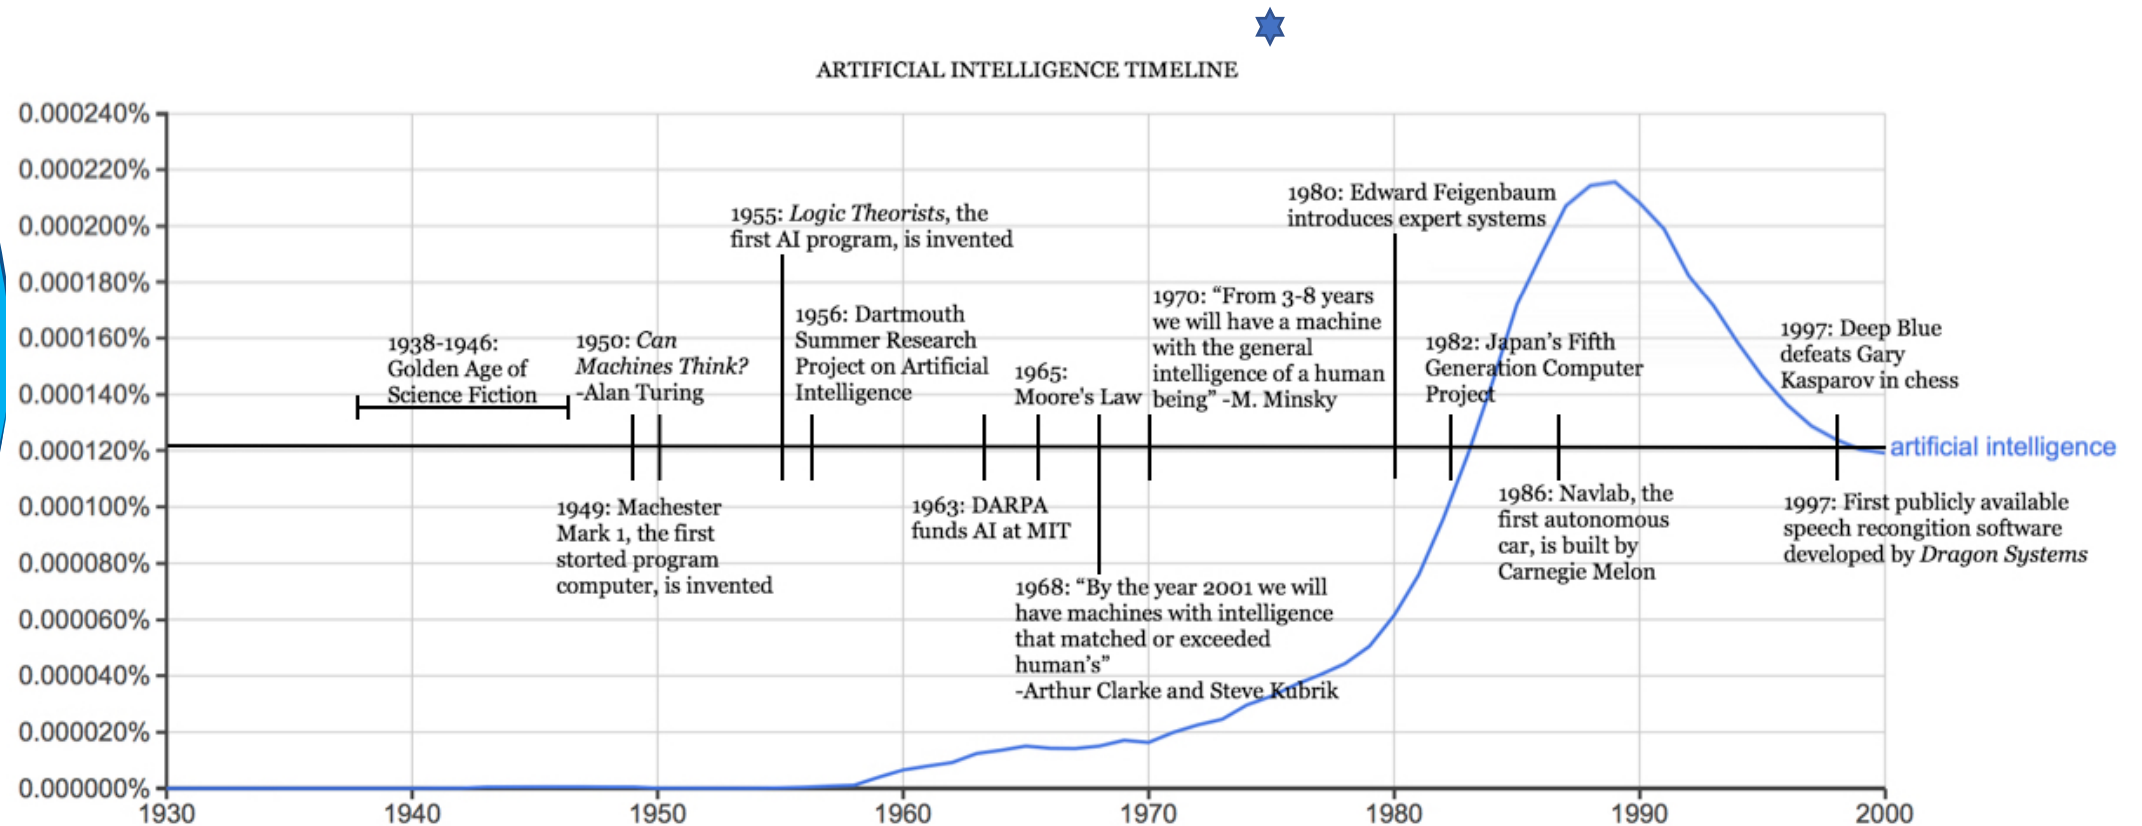 ARTIFICIAL INTELLIGENCE TIMELINE
0.000240%
0.000220%
0.000200%
0.000180%
0.000160%
0.000140%
0.000120%
0.000100%
0.000080%
0.000060%
0.000040%
0.000020%
0.000000%
1938-1946:
Golden Age of
Science Fiction
1949: Machester
Mark 1, the first
storted program
computer, is invented
1950: Can
Machines Think?
-Alan Turing
1955: Logic Theorists, the
first AI program, is invented
1956: Dartmouth
Summer Research
Project on Artificial
Intelligence
1963: DARPA
funds AI at MIT
1965:
Moore's Law
1968: “By the year 2001 we will
have machines with intelligence
that matched or exceeded
human's”
-Arthur Clarke and Steve Kubrik
1970: “From 3-8 years
we will have a machine
with the general
intelligence of a human
being” -M. Minsky
1980: Edward Feigenbaum
introduces expert systems
1982: Japan's Fifth
Generation Computer
Project
1986: Navlab, the
first autonomous
car, is built by
Carnegie Melon
1997: Deep Blue
defeats Gary
Kasparov in chess
artificial intelligence
1997: First publicly available
speech recongition software
developed by Dragon Systems
1930 1940 1950 1960 1970 1980 1990 2000